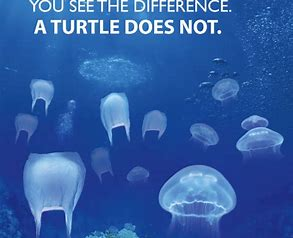 YOU SEE THE DIFFERENCE.
A TURTLE DOES NOT.